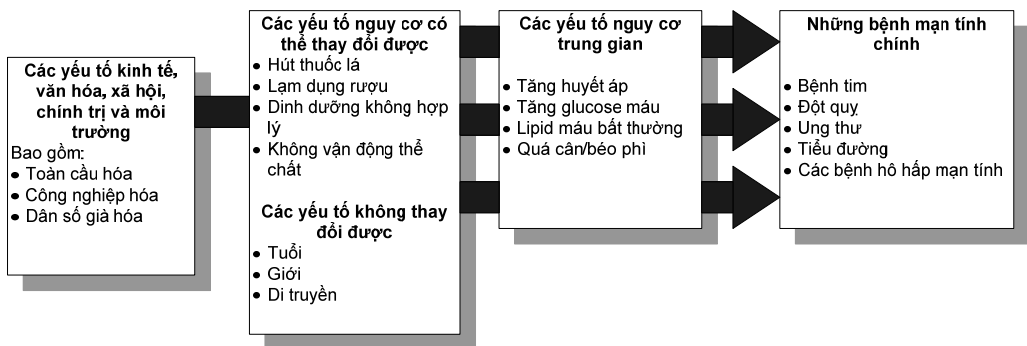 Các yếu tố kinh tế,
văn hóa, xã hội,
chính trị và môi
trường
Bao gồm:
• Toàn cầu hóa
• Công nghiệp hóa
• Dân số già hóa
Các yếu tố nguy cơ có
thể thay đổi được
• Hút thuốc lá
• Lạm dụng rượu
• Dinh dưỡng không hợp
lý
• Không vận động thể
chất
Các yếu tố không thay
đổi được
• Tuổi
• Giới
• Di truyền
Các yếu tố nguy cơ
trung gian
• Tăng huyết áp
• Tăng glucose máu
• Lipid máu bất thường
• Quá cân/béo phì
Những bệnh mạn tính
chính
• Bệnh tim
• Đột quỵ
• Ung thư
• Tiểu đường
• Các bệnh hô hấp mạn tính